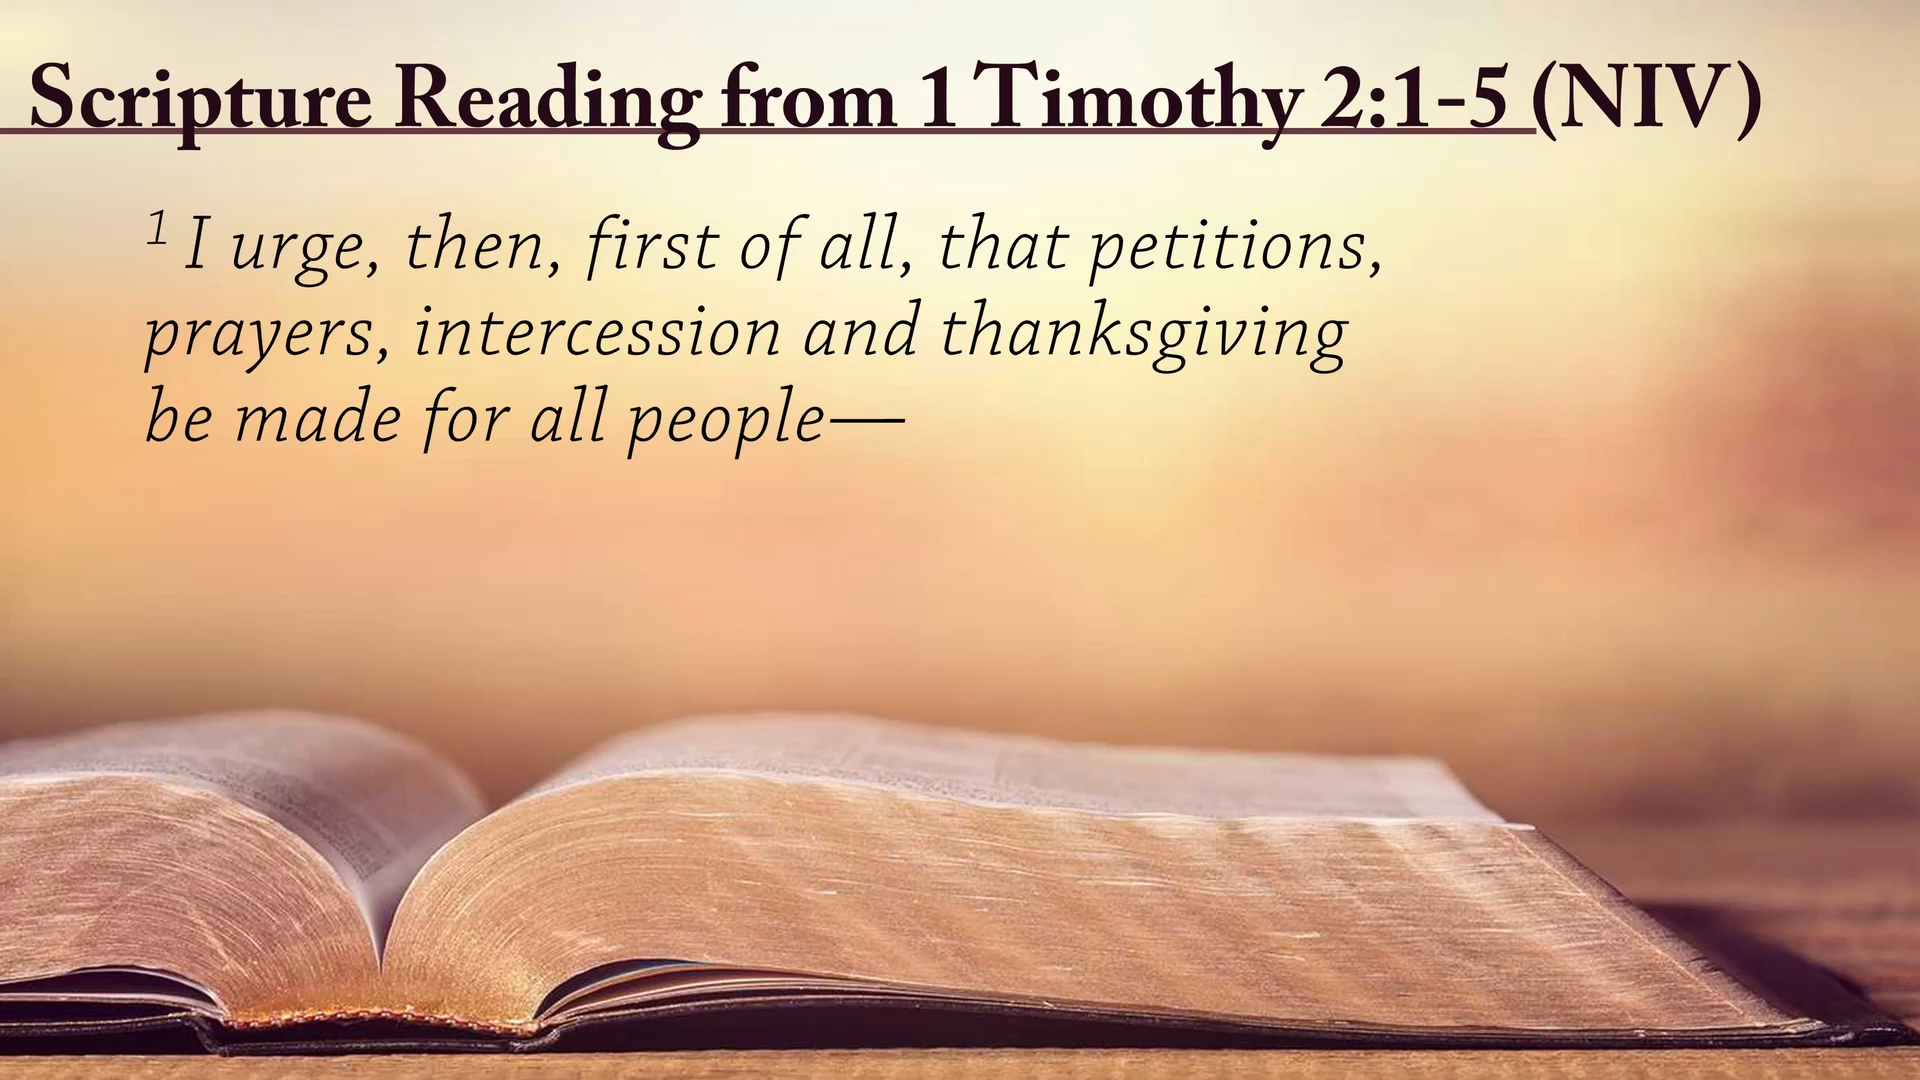 Scripture Reading from 1 Timothy 2:1-5 (NIV)
1 I urge, then, first of all, that petitions,
prayers, intercession and thanksgiving
be made for all people—